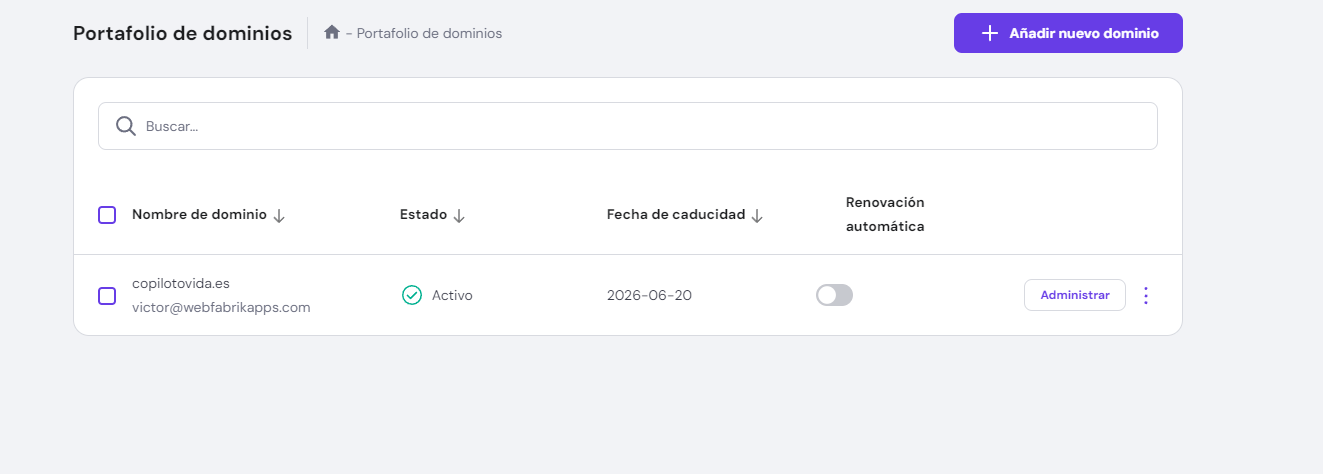 Portafolio de dominios
- Portafolio de dominios
Añadir nuevo dominio
Buscar...
Nombre de dominio
Estado
Fecha de caducidad
Renovación
automática
copilotovida.es
victor@webfabrikapps.com
Activo
2026-06-20
Administrar